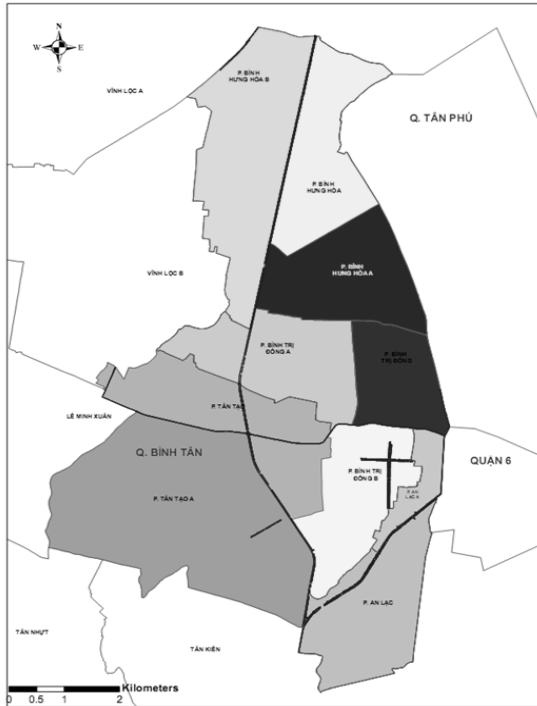 N
W E
S
P. BÌNH
HƯNG HÒA B
VĨNH LỘC A
Q. TÂN PHÚ
P. BÌNH
HƯNG HÒA
P. BÌNH
HƯNG HÒA A
VĨNH LỘC B
P. BÌNH TRỊ
ĐÔNG A
P. BÌNH
TRỊ ĐÔNG
P. TÂN TẠO
LÊ MINH XUÂN
Q. BÌNH TÂN
QUẬN 6
P. BÌNH TRỊ
ĐÔNG B
P. TÂN TẠO A
P. AN
LẠC A
P. AN LẠC
TÂN NHỰT
TÂN KIÊN
Kilometers
0 0.5 1 2